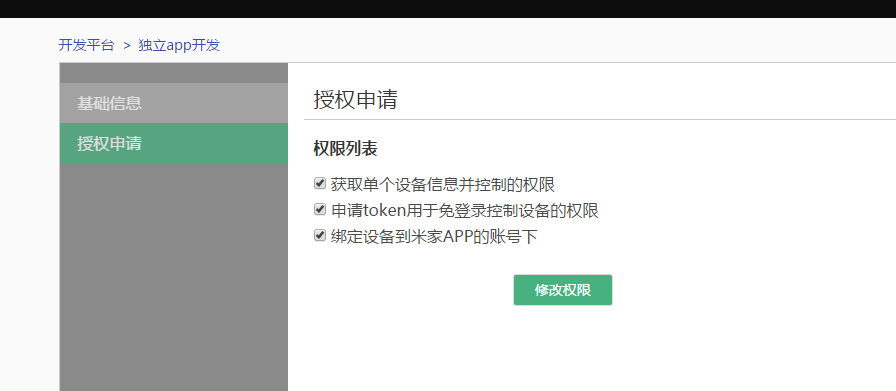 开发平台 > 独立app开发
基础信息
授权申请
授权申请
权限列表
获取单个设备信息并控制的权限
申请token用于免登录控制设备的权限
绑定设备到米家APP的账号下
修改权限